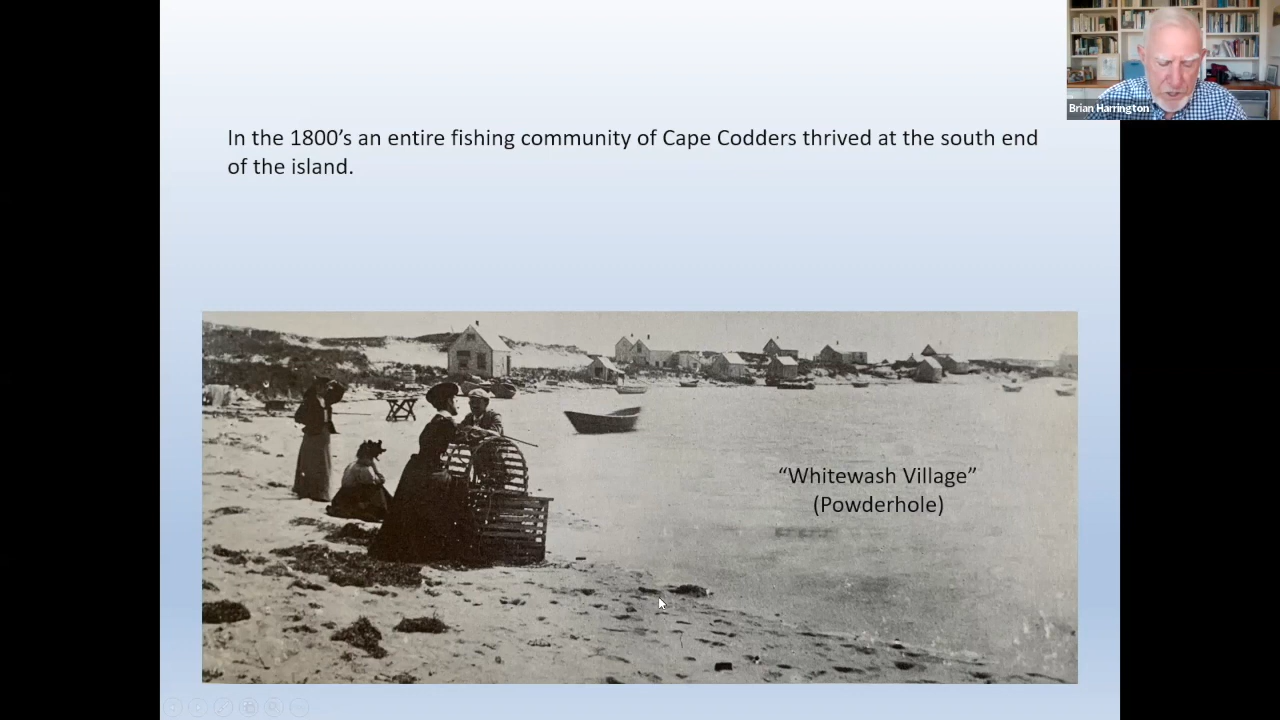 Brian Harrington
In the 1800’s an entire fishing community of Cape Codders thrived at the south end
of the island.
“Whitewash Village”
(Powderhole)